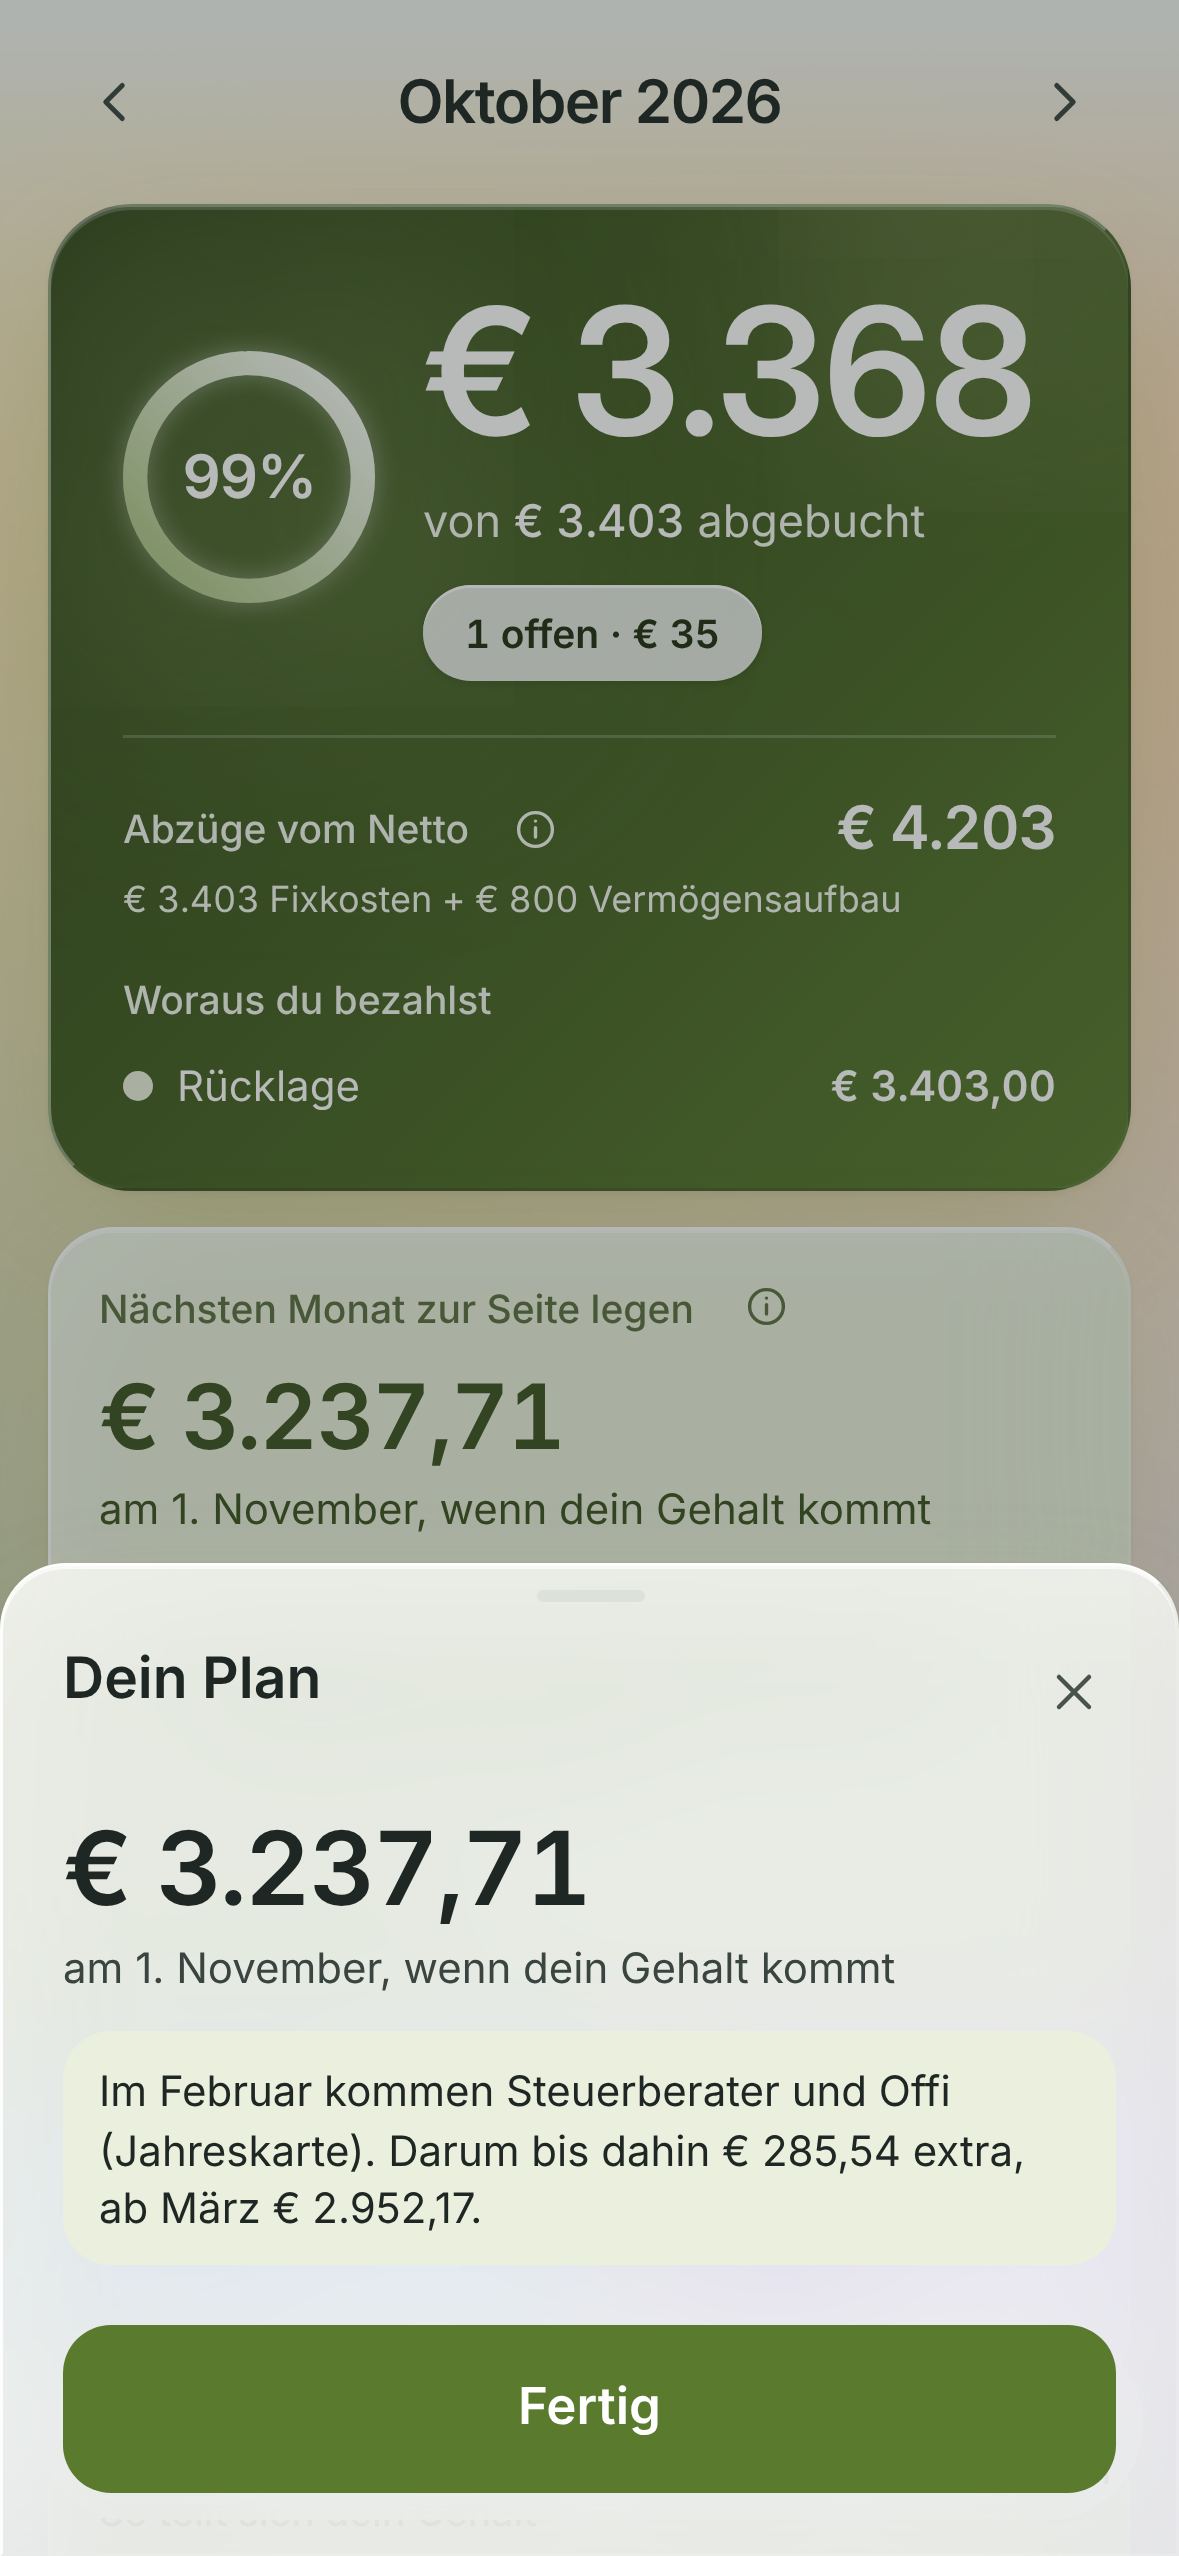 Oktober 2026
€ 3.368
99%
von € 3.403 abgebucht
1 offen · € 35
Abzüge vom Netto
€ 4.203
€ 3.403 Fixkosten + € 800 Vermögensaufbau
Woraus du bezahlst
Rücklage
€ 3.403,00
Nächsten Monat zur Seite legen
€ 3.237,71
am 1. November, wenn dein Gehalt kommt
Dein Plan
€ 3.237,71
am 1. November, wenn dein Gehalt kommt
Im Februar kommen Steuerberater und Offi
(Jahreskarte). Darum bis dahin € 285,54 extra,
ab März € 2.952,17.
Fertig